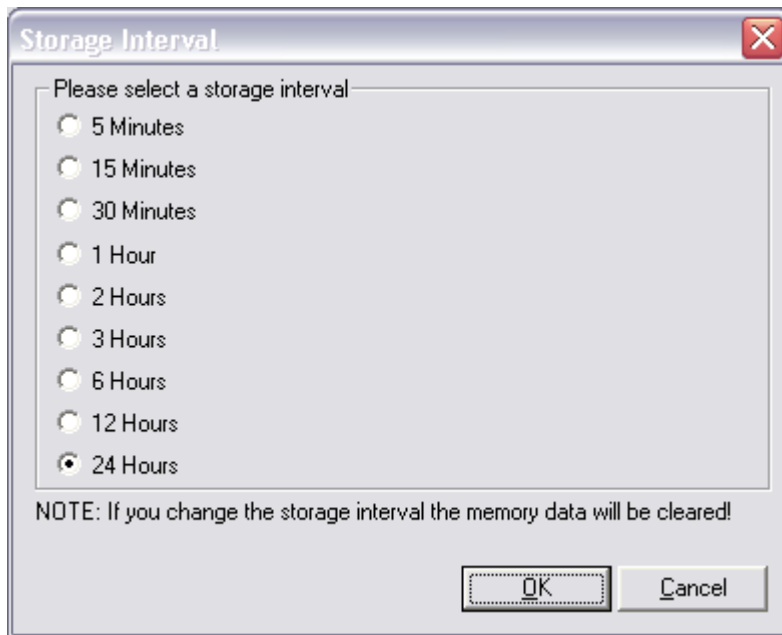 Storage Interval
Please select a storage interval
5 Minutes
15 Minutes
30 Minutes
1 Hour
2 Hours
3 Hours
6 Hours
12 Hours
24 Hours
NOTE: If you change the storage interval the memory data will be cleared!
OK Cancel